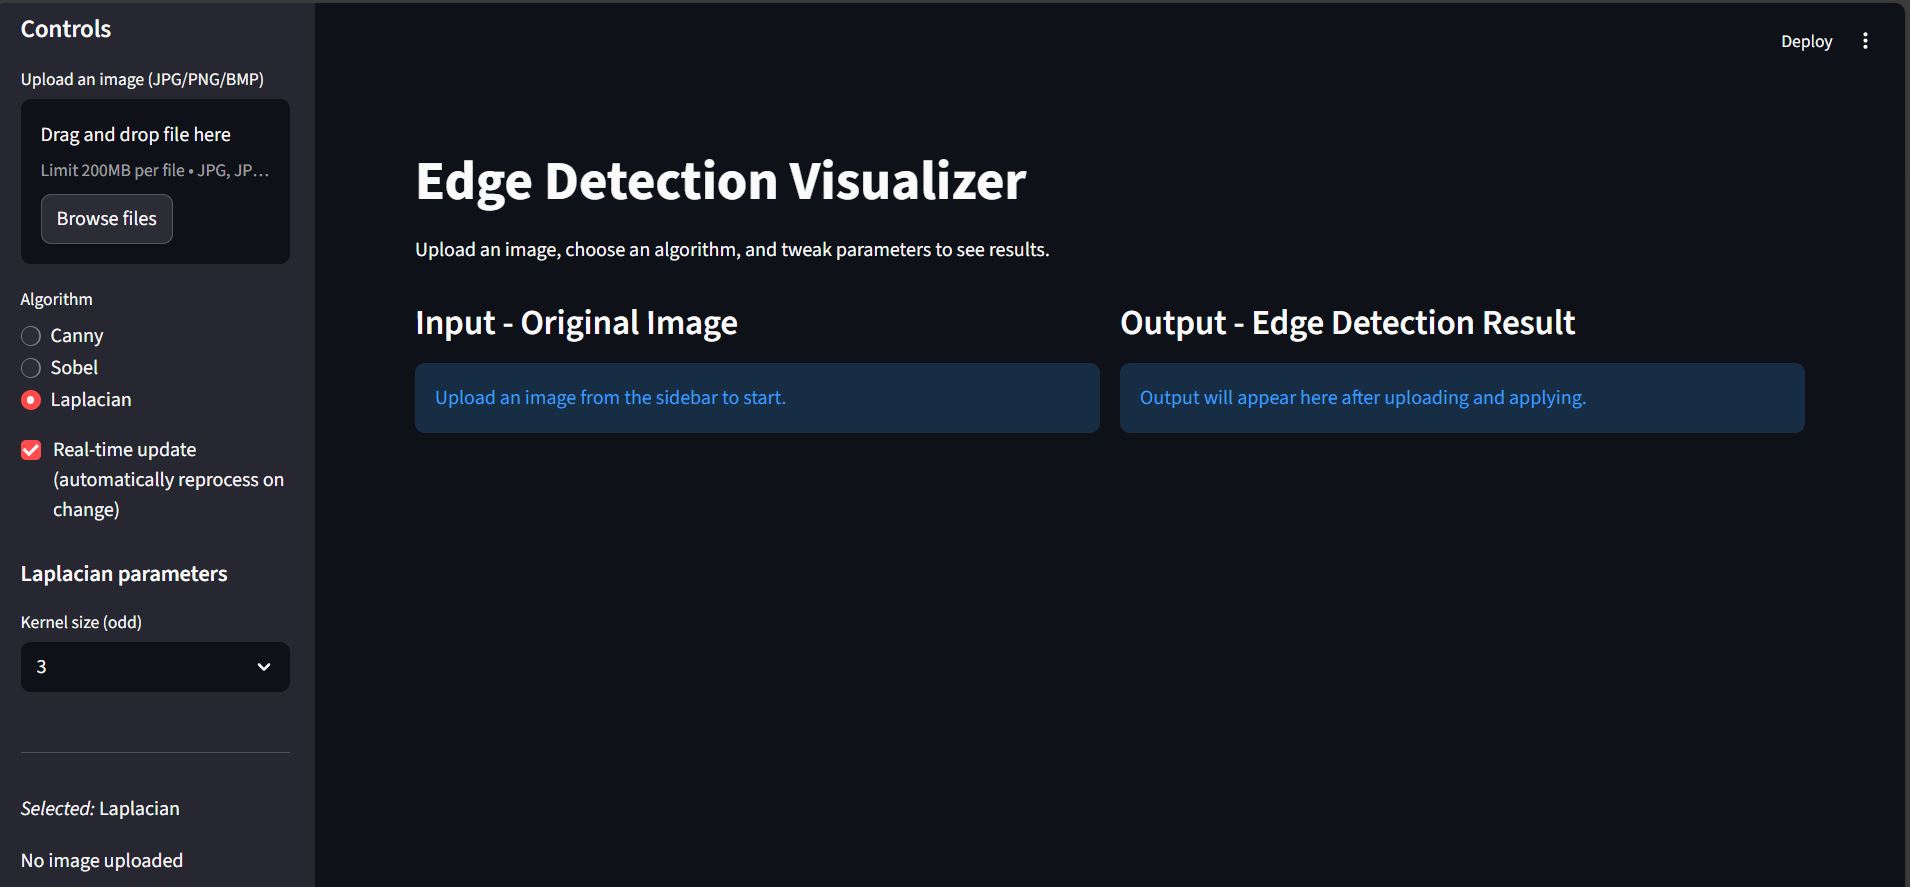 Controls
Upload an image (JPG/PNG/BMP)
Drag and drop file here
Limit 200MB per file • JPG, JP...
Browse files
Algorithm
Canny
Sobel
Laplacian
Real-time update
(automatically reprocess on
change)
Laplacian parameters
Kernel size (odd)
3
Selected: Laplacian
No image uploaded
Deploy
Edge Detection Visualizer
Upload an image, choose an algorithm, and tweak parameters to see results.
Input - Original Image
Upload an image from the sidebar to start.
Output - Edge Detection Result
Output will appear here after uploading and applying.